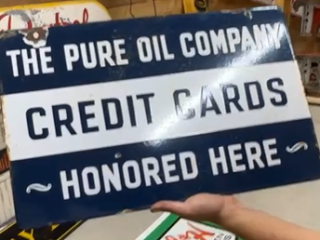 THE PURE OIL COMPANY
CREDIT CARDS
~ HONORED HERE ~